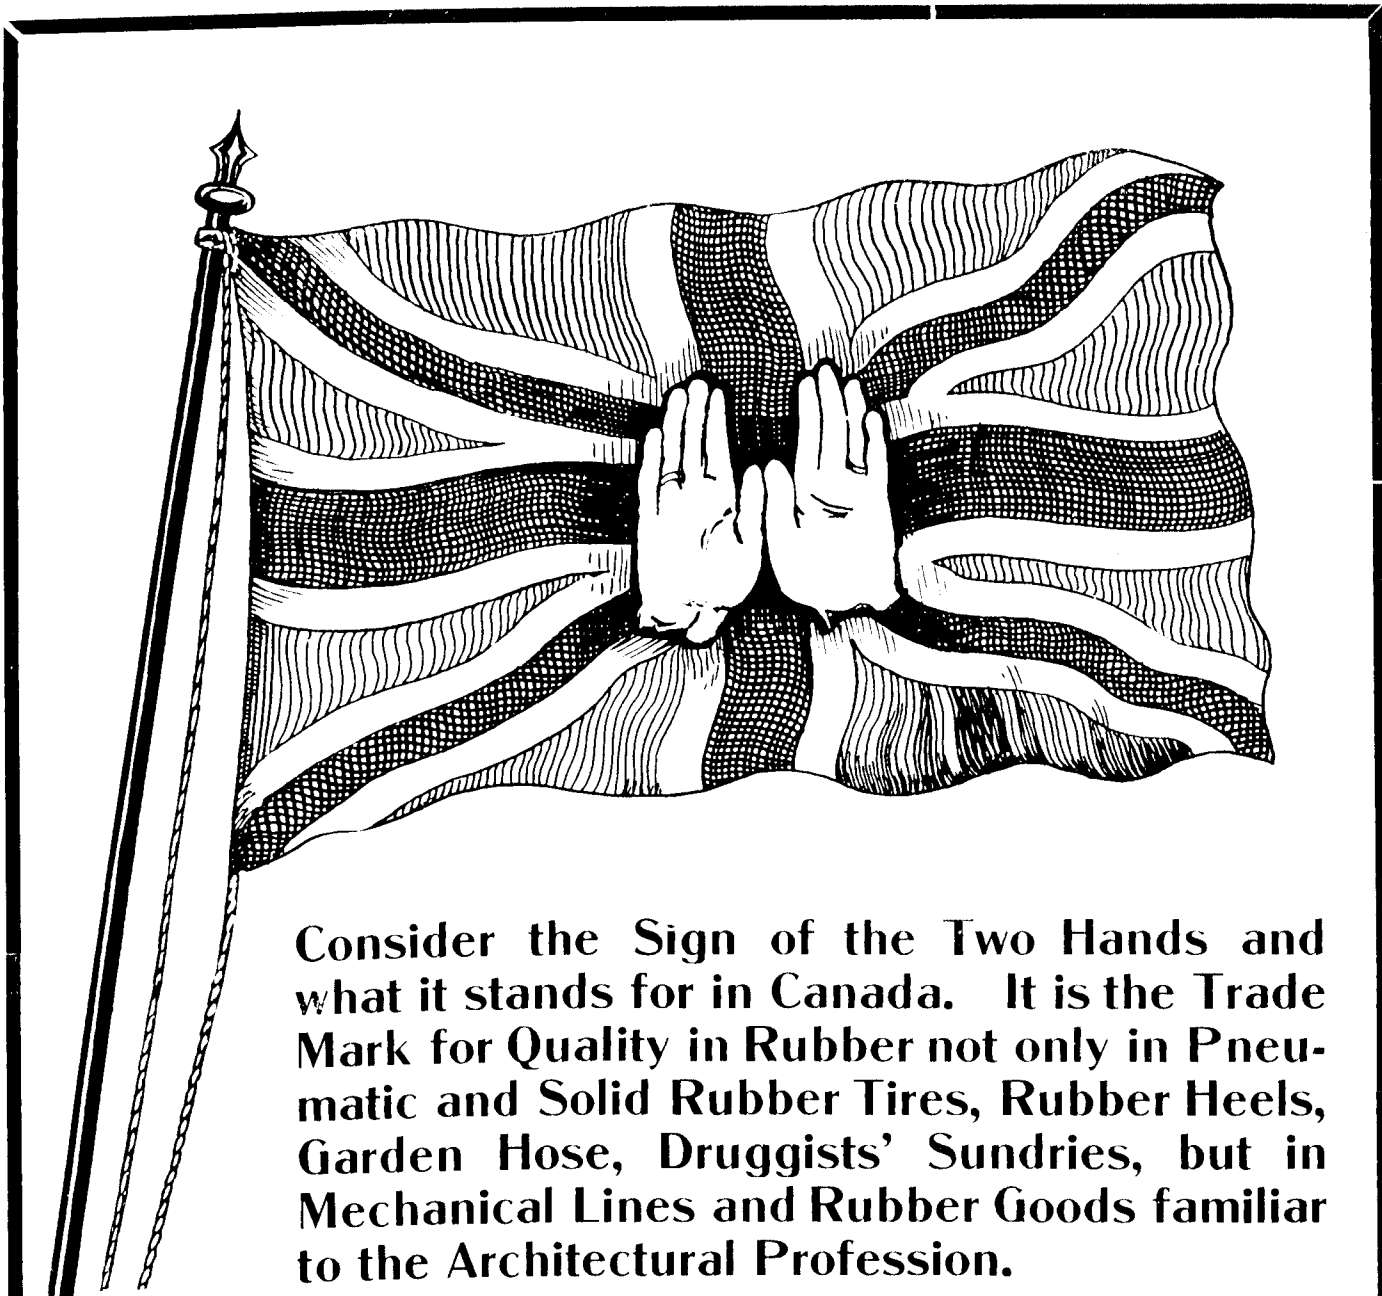 Consider the Sign of the Two Hands and
what it stands for in Canada. It is the Trade
Mark for Quality in Rubber not only in Pneu-
matic and Solid Rubber Tires, Rubber Heels,
Garden Hose, Druggists' Sundries, but in
Mechanical Lines and Rubber Goods familiar
to the Architectural Profession.